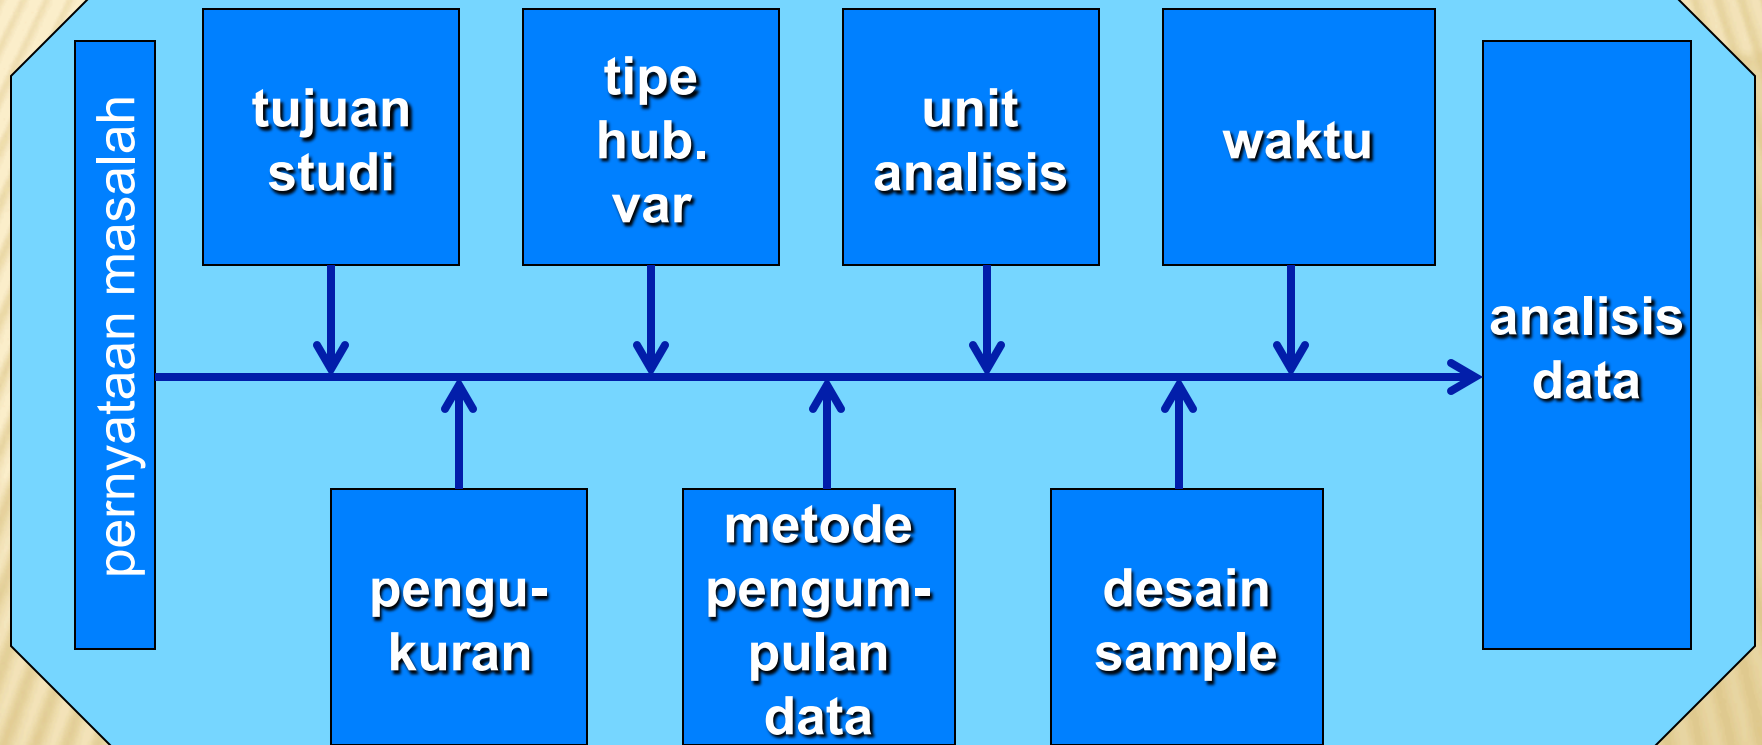 pernyataan masalah
tujuan
studi
tipe
hub.
var
unit
analisis
waktu
analisis
data
pengu-
kuran
metode
pengum-
pulan
data
desain
sample